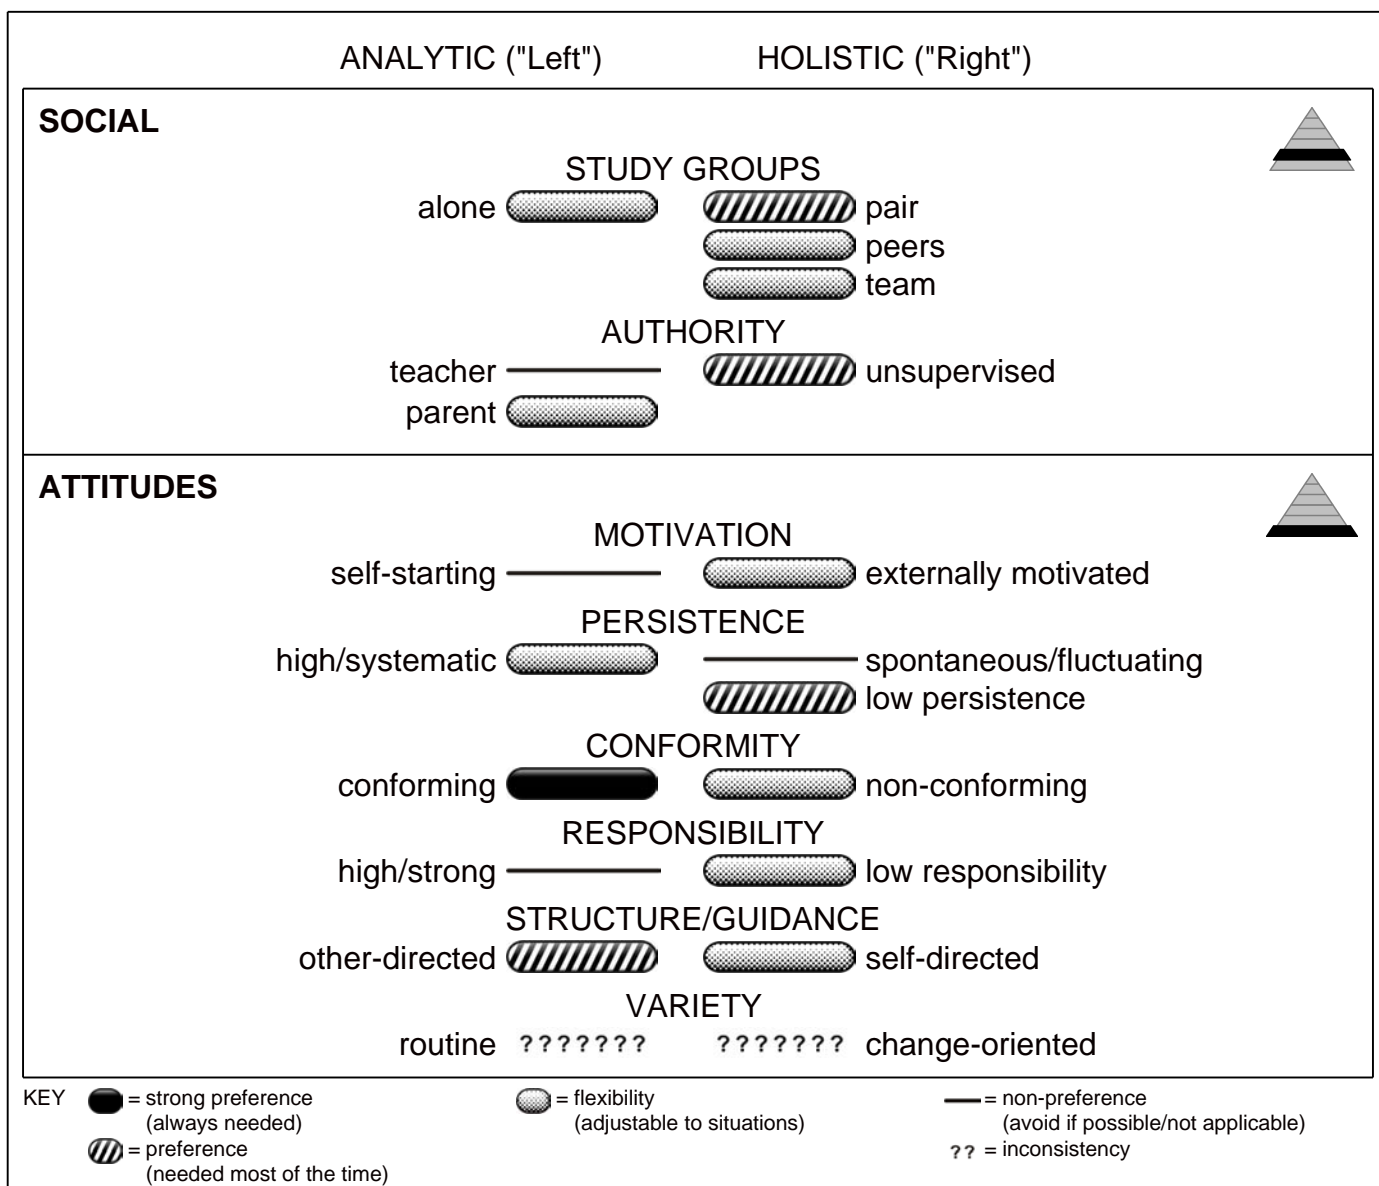 ANALYTIC ("Left") HOLISTIC ("Right")
SOCIAL
STUDY GROUPS
alone pair
peers
team
AUTHORITY
teacher unsupervised
parent
ATTITUDES
MOTIVATION
self-starting externally motivated
PERSISTENCE
high/systematic spontaneous/fluctuating
low persistence
CONFORMITY
conforming non-conforming
RESPONSIBILITY
high/strong low responsibility
STRUCTURE/GUIDANCE
other-directed self-directed
VARIETY
routine ??????? ??????? change-oriented
KEY = strong preference = flexibility = non-preference
(always needed) (adjustable to situations) (avoid if possible/not applicable)
= preference ?? = inconsistency
(needed most of the time)